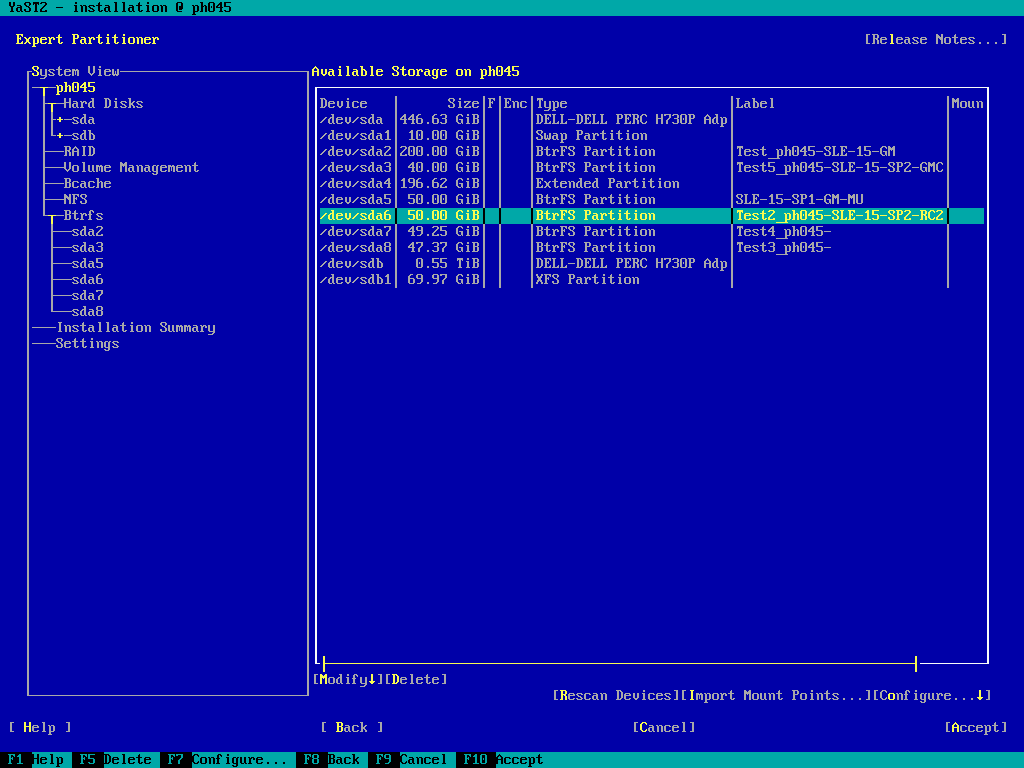 YaST2 - installation @ ph045
Expert Partitioner [Release Notes...]
System View Available Storage on ph045
ph045
Hard Disks Device Size F Enc Type Label Moun
+sda /dev/sda 446.63 GiB DELL-DELL PERC H730P Adp
+sdb /dev/sda1 10.00 GiB Swap Partition
RAID /dev/sda2 200.00 GiB BtrFS Partition Test_ph045-SLE-15-GM
Volume Management /dev/sda3 40.00 GiB BtrFS Partition Test5_ph045-SLE-15-SP2-GMC
Bcache /dev/sda4 196.62 GiB Extended Partition
NFS /dev/sda5 50.00 GiB BtrFS Partition SLE-15-SP1-GM-MU
Btrfs /dev/sda6 50.00 GiB BtrFS Partition Test2_ph045-SLE-15-SP2-RC2
sda2 /dev/sda7 49.25 GiB BtrFS Partition Test4_ph045-
sda3 /dev/sda8 47.37 GiB BtrFS Partition Test3_ph045-
sda5 /dev/sdb 0.55 TiB DELL-DELL PERC H730P Adp
sda6 /dev/sdb1 69.97 GiB XFS Partition
sda7
sda8
Installation Summary
Settings
[Modify↓][Delete]
[Rescan Devices][Import Mount Points...][Configure...↓]
[ Help ] [ Back ] [Cancel] [Accept]
F1 Help F5 Delete F7 Configure... F8 Back F9 Cancel F10 Accept